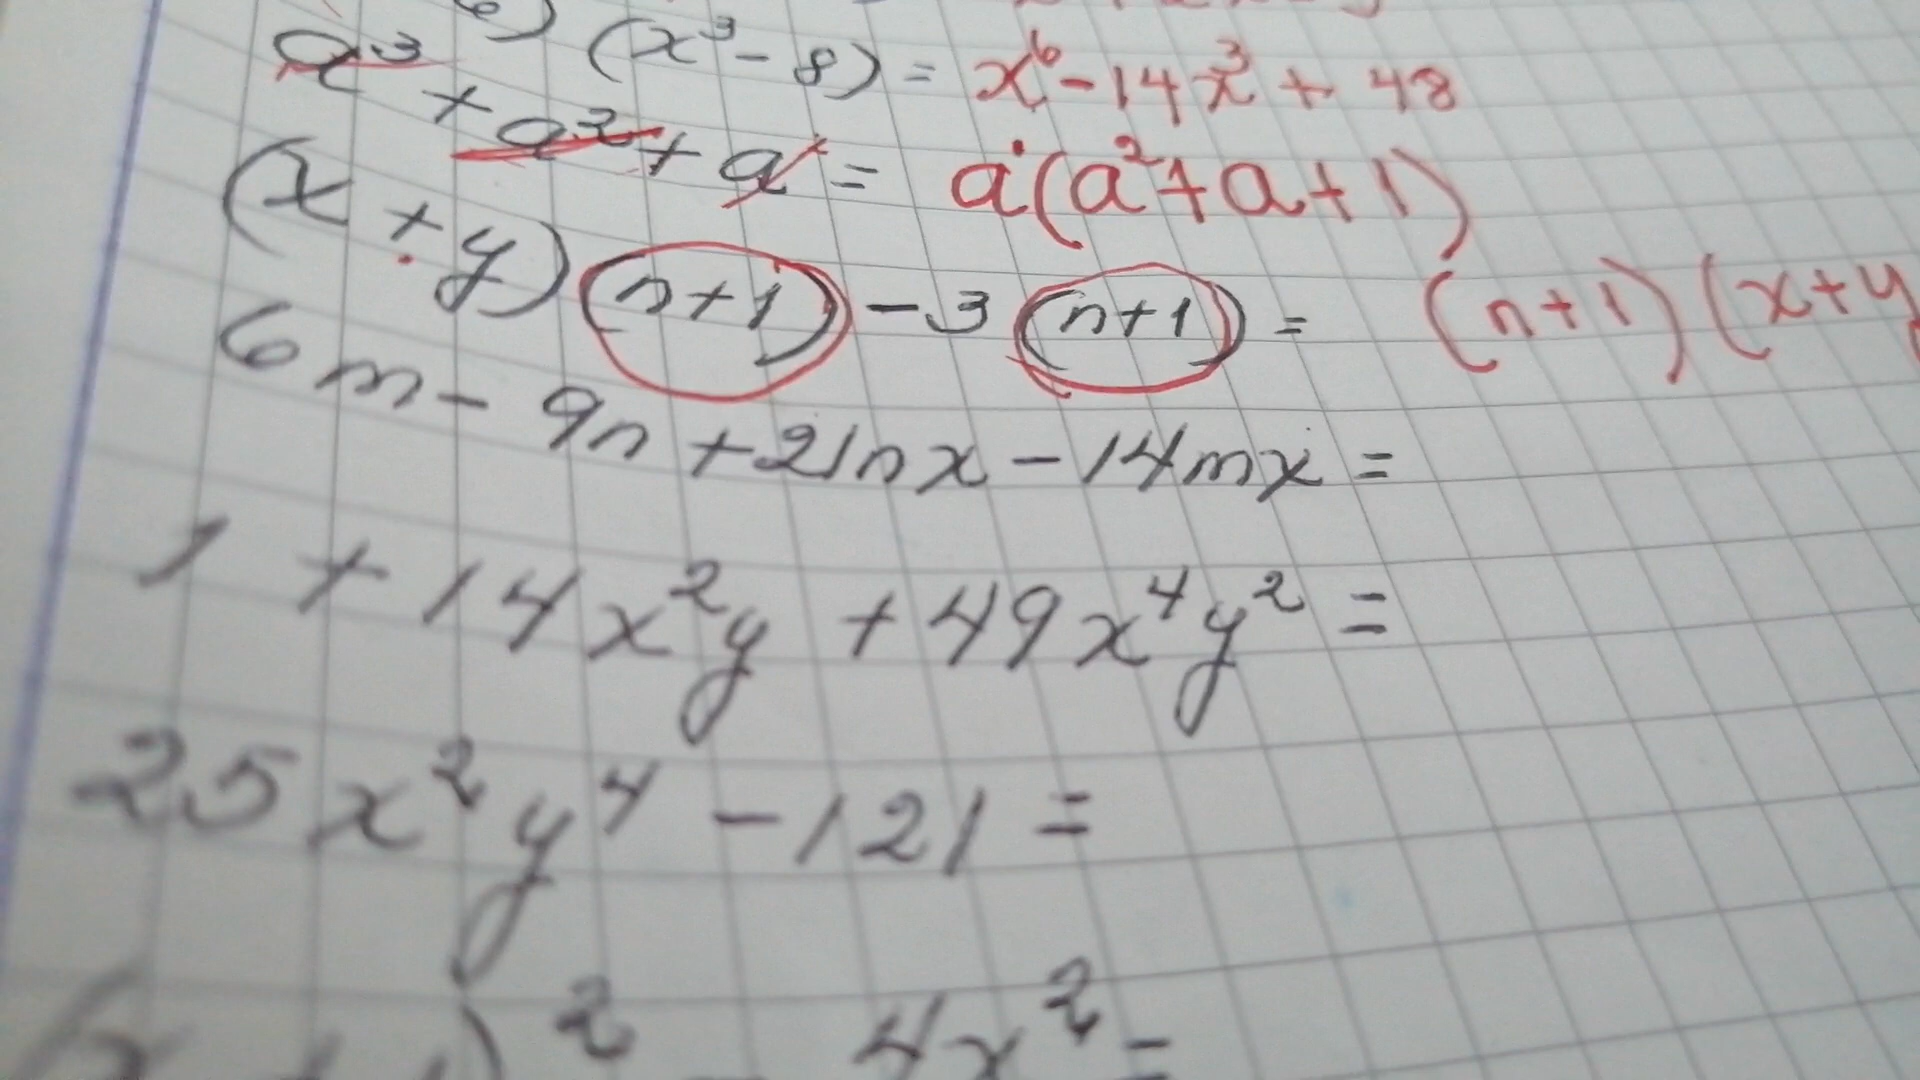 (x³ - 8) = x⁶ - 14x³ + 48
a³ + a² + a = a(a² + a + 1)
(x + y)(n+1) - 3(n+1) = (n+1)(x+y
6m - 9n + 21nx - 14mx =
1 + 14x²y + 49x⁴y² =
25x²y⁴ - 121 =
)² - 4x² =